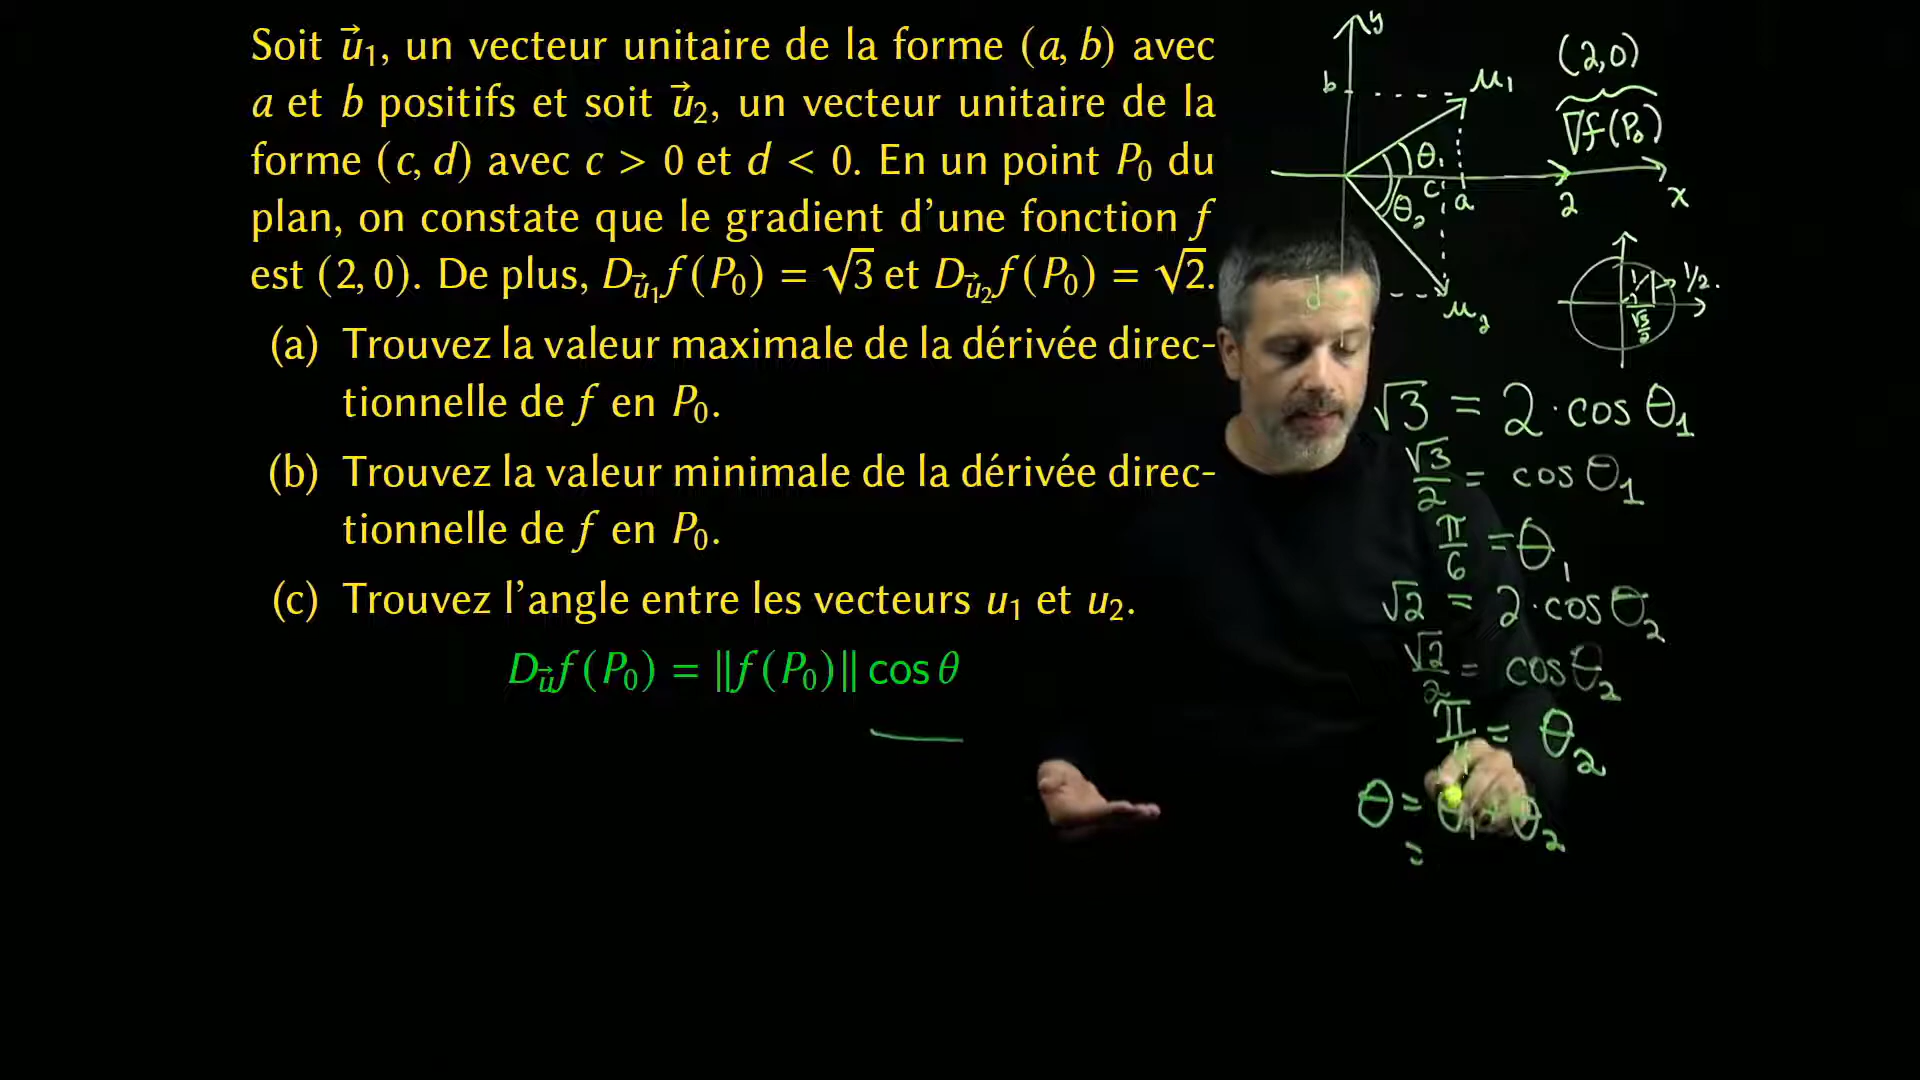 Soit u⃗₁, un vecteur unitaire de la forme (a, b) avec
a et b positifs et soit u⃗₂, un vecteur unitaire de la
forme (c, d) avec c > 0 et d < 0. En un point P₀ du
plan, on constate que le gradient d'une fonction f
est (2, 0). De plus, D_u⃗₁ f(P₀) = √3 et D_u⃗₂ f(P₀) = √2.
(a) Trouvez la valeur maximale de la dérivée direc-
tionnelle de f en P₀.
(b) Trouvez la valeur minimale de la dérivée direc-
tionnelle de f en P₀.
(c) Trouvez l'angle entre les vecteurs u₁ et u₂.
D_u⃗ f(P₀) = ||f(P₀)|| cos θ
y
b
u₁
(2,0)
∇f(P₀)
θ₁
θ₂
c
a
2
x
d
u₂
1
1/2.
√3/2
√3 = 2 · cos θ₁
√3/2 = cos θ₁
π/6 = θ₁
√2 = 2 · cos θ₂
√2/2 = cos θ₂
π/4 = θ₂
θ = θ₁ + θ₂
=